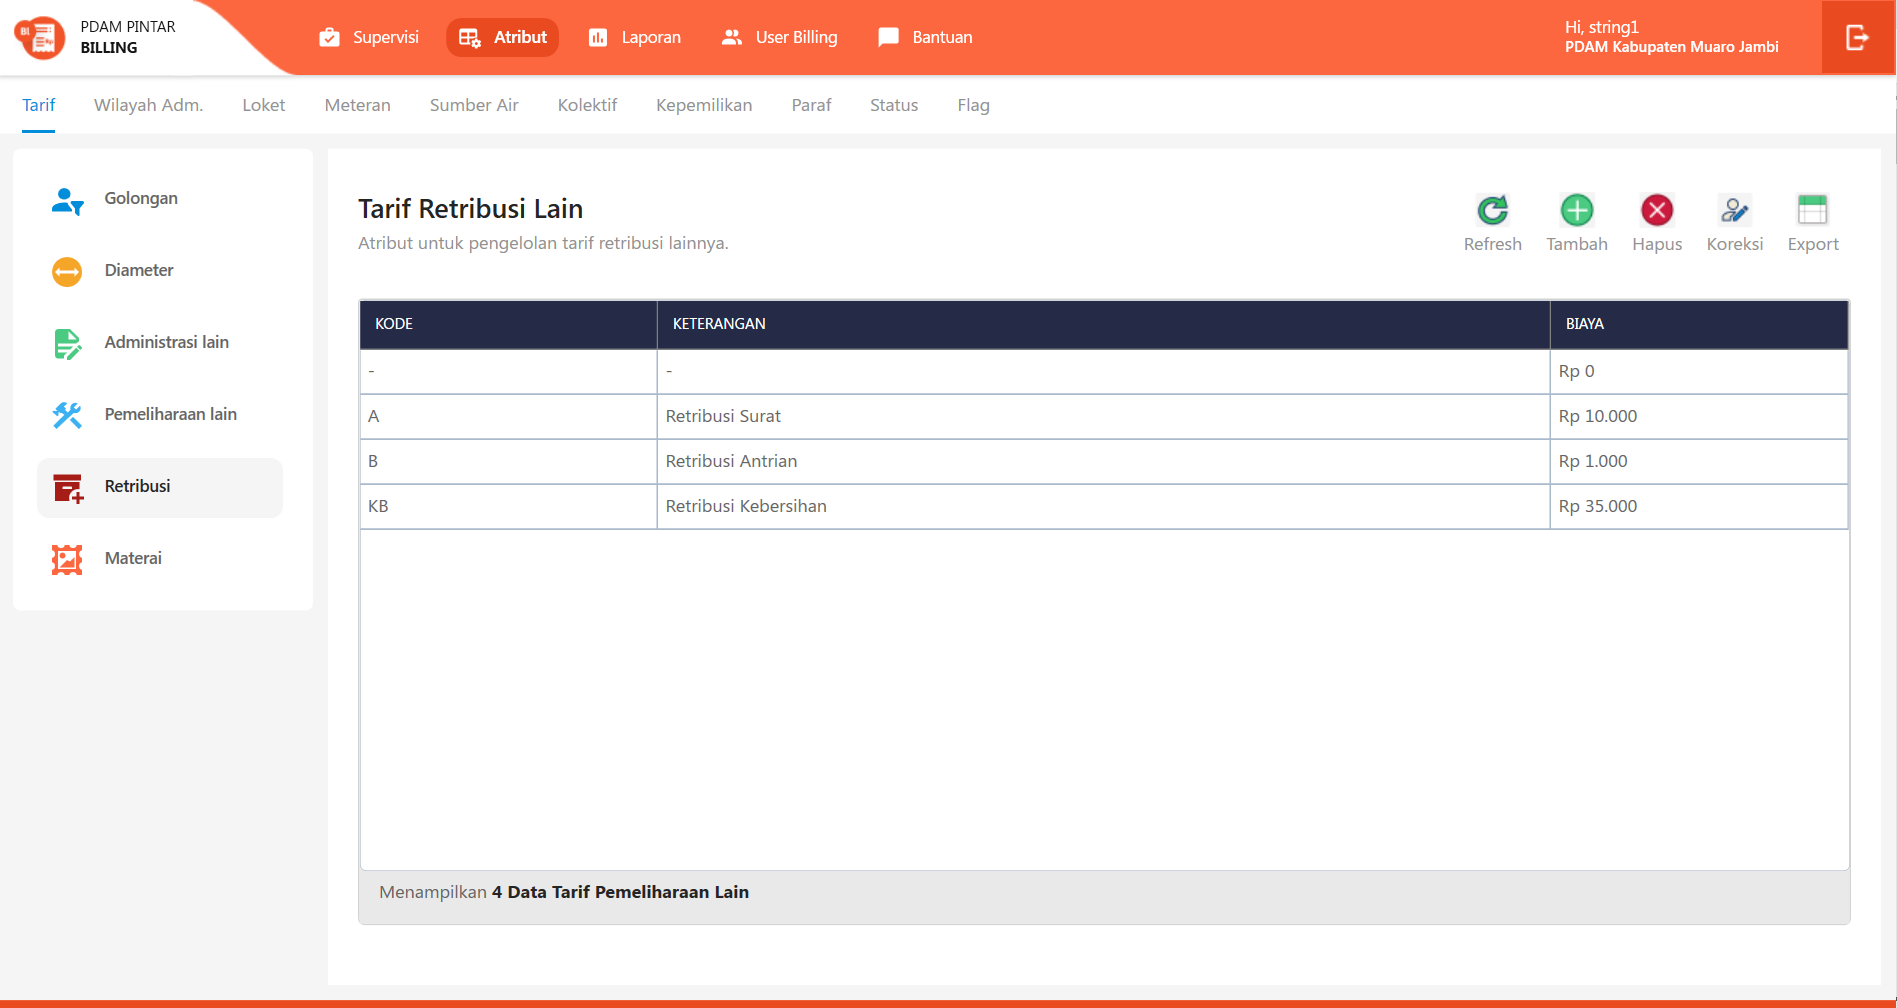 PDAM PINTAR
BILLING
Supervisi
Atribut
Laporan
User Billing
Bantuan
Hi, string1
PDAM Kabupaten Muaro Jambi
Tarif
Wilayah Adm.
Loket
Meteran
Sumber Air
Kolektif
Kepemilikan
Paraf
Status
Flag
Golongan
Diameter
Administrasi lain
Pemeliharaan lain
Retribusi
Materai
Tarif Retribusi Lain
Atribut untuk pengelolan tarif retribusi lainnya.
Refresh
Tambah
Hapus
Koreksi
Export
KODE KETERANGAN BIAYA
- - Rp 0
A Retribusi Surat Rp 10.000
B Retribusi Antrian Rp 1.000
KB Retribusi Kebersihan Rp 35.000
Menampilkan 4 Data Tarif Pemeliharaan Lain